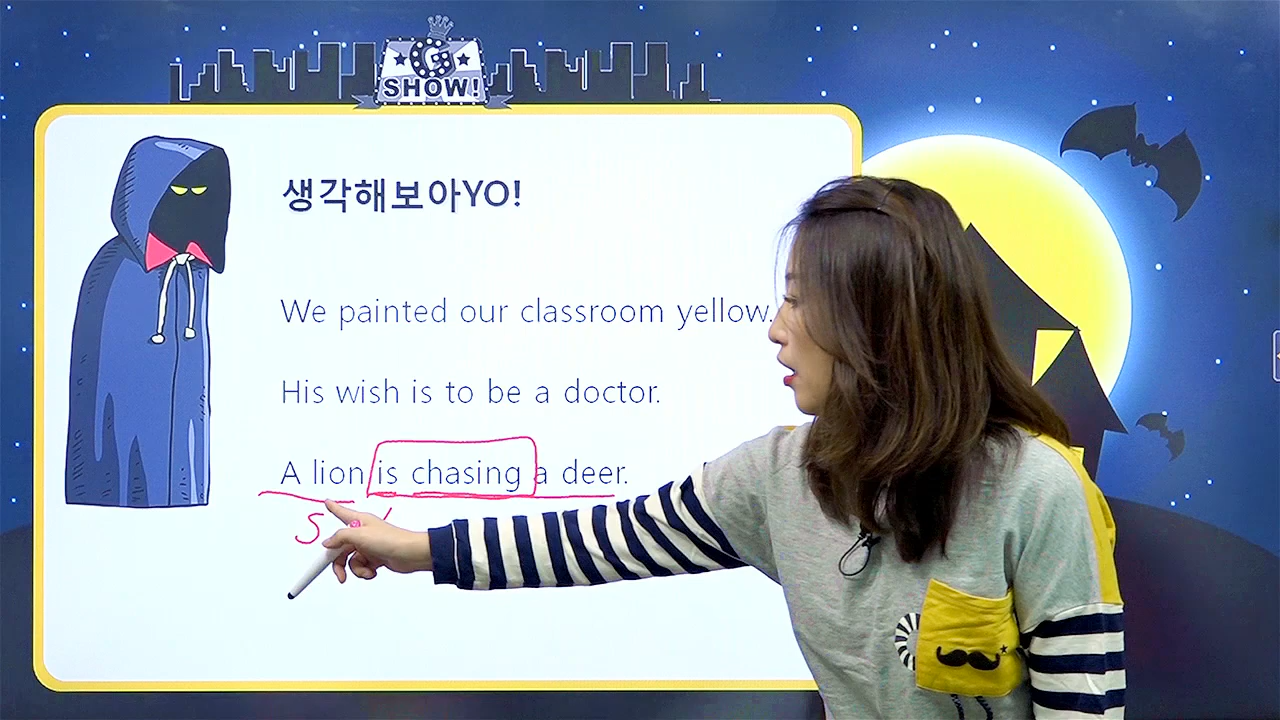 G
SHOW!
생각해보아YO!
We painted our classroom yellow.
His wish is to be a doctor.
A lion is chasing a deer.
S